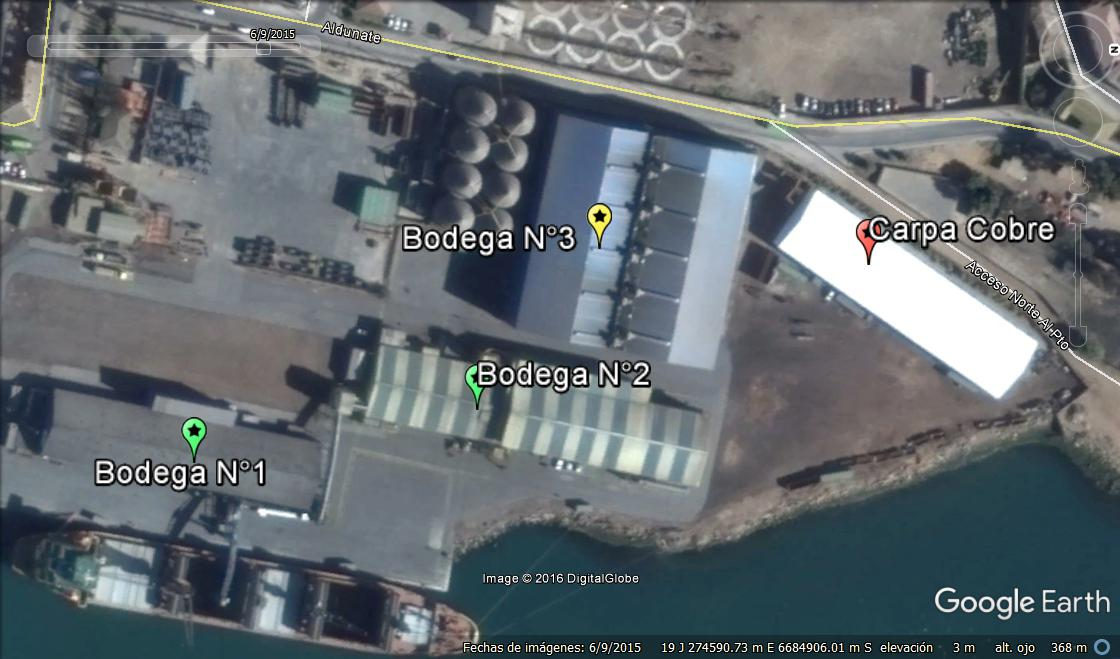 6/9/2015
Aldunate
Bodega N°3
Carpa Cobre
Acceso Norte Al Pto
Bodega N°2
Bodega N°1
Image © 2016 DigitalGlobe
Google Earth
Fechas de imágenes: 6/9/2015 19 J 274590.73 m E 6684906.01 m S elevación 3 m alt. ojo 368 m